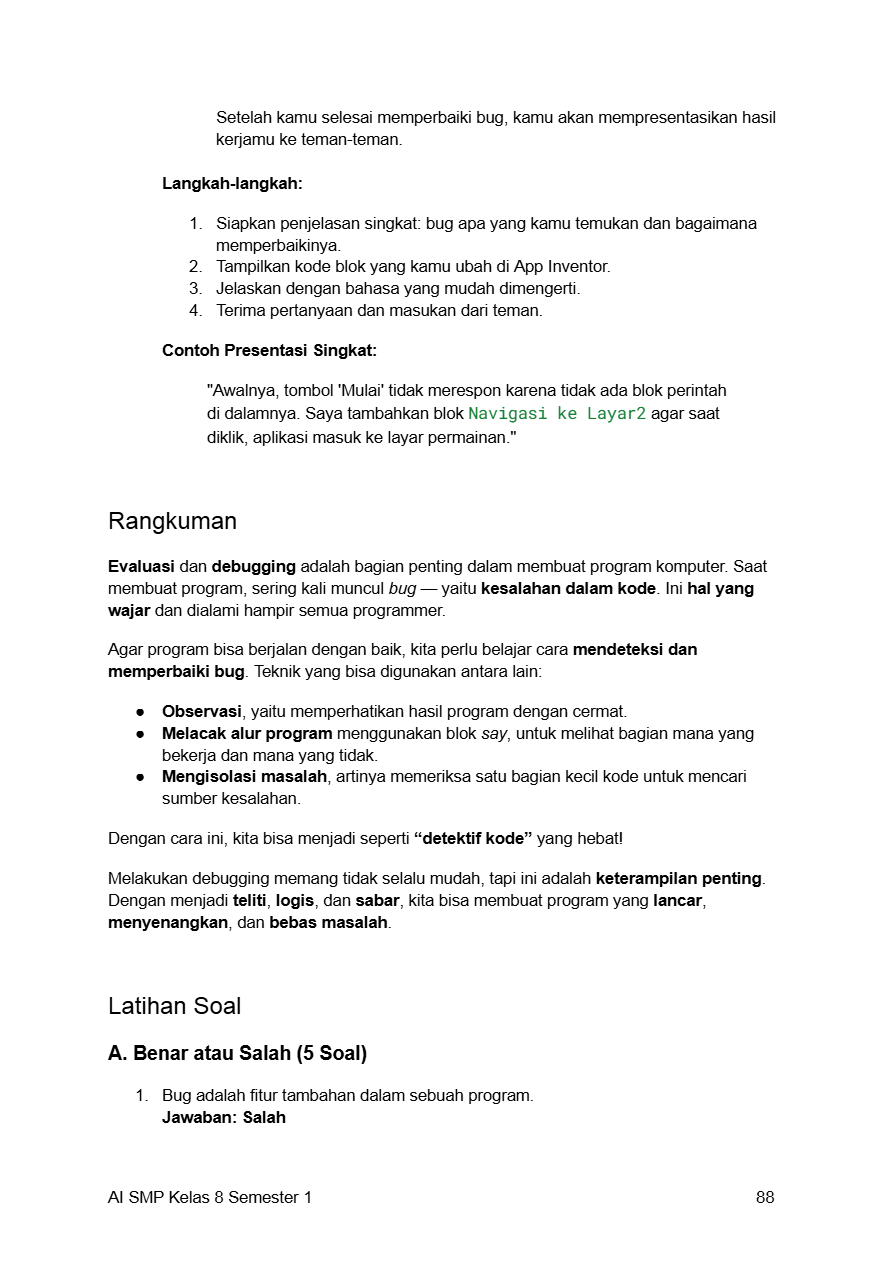 Setelah kamu selesai memperbaiki bug, kamu akan mempresentasikan hasil
kerjamu ke teman-teman.
Langkah-langkah:
1. Siapkan penjelasan singkat: bug apa yang kamu temukan dan bagaimana
memperbaikinya.
2. Tampilkan kode blok yang kamu ubah di App Inventor.
3. Jelaskan dengan bahasa yang mudah dimengerti.
4. Terima pertanyaan dan masukan dari teman.
Contoh Presentasi Singkat:
"Awalnya, tombol 'Mulai' tidak merespon karena tidak ada blok perintah
di dalamnya. Saya tambahkan blok Navigasi ke Layar2 agar saat
diklik, aplikasi masuk ke layar permainan."
Rangkuman
Evaluasi dan debugging adalah bagian penting dalam membuat program komputer. Saat
membuat program, sering kali muncul bug — yaitu kesalahan dalam kode. Ini hal yang
wajar dan dialami hampir semua programmer.
Agar program bisa berjalan dengan baik, kita perlu belajar cara mendeteksi dan
memperbaiki bug. Teknik yang bisa digunakan antara lain:
● Observasi, yaitu memperhatikan hasil program dengan cermat.
● Melacak alur program menggunakan blok say, untuk melihat bagian mana yang
bekerja dan mana yang tidak.
● Mengisolasi masalah, artinya memeriksa satu bagian kecil kode untuk mencari
sumber kesalahan.
Dengan cara ini, kita bisa menjadi seperti “detektif kode” yang hebat!
Melakukan debugging memang tidak selalu mudah, tapi ini adalah keterampilan penting.
Dengan menjadi teliti, logis, dan sabar, kita bisa membuat program yang lancar,
menyenangkan, dan bebas masalah.
Latihan Soal
A. Benar atau Salah (5 Soal)
1. Bug adalah fitur tambahan dalam sebuah program.
Jawaban: Salah
AI SMP Kelas 8 Semester 1 88